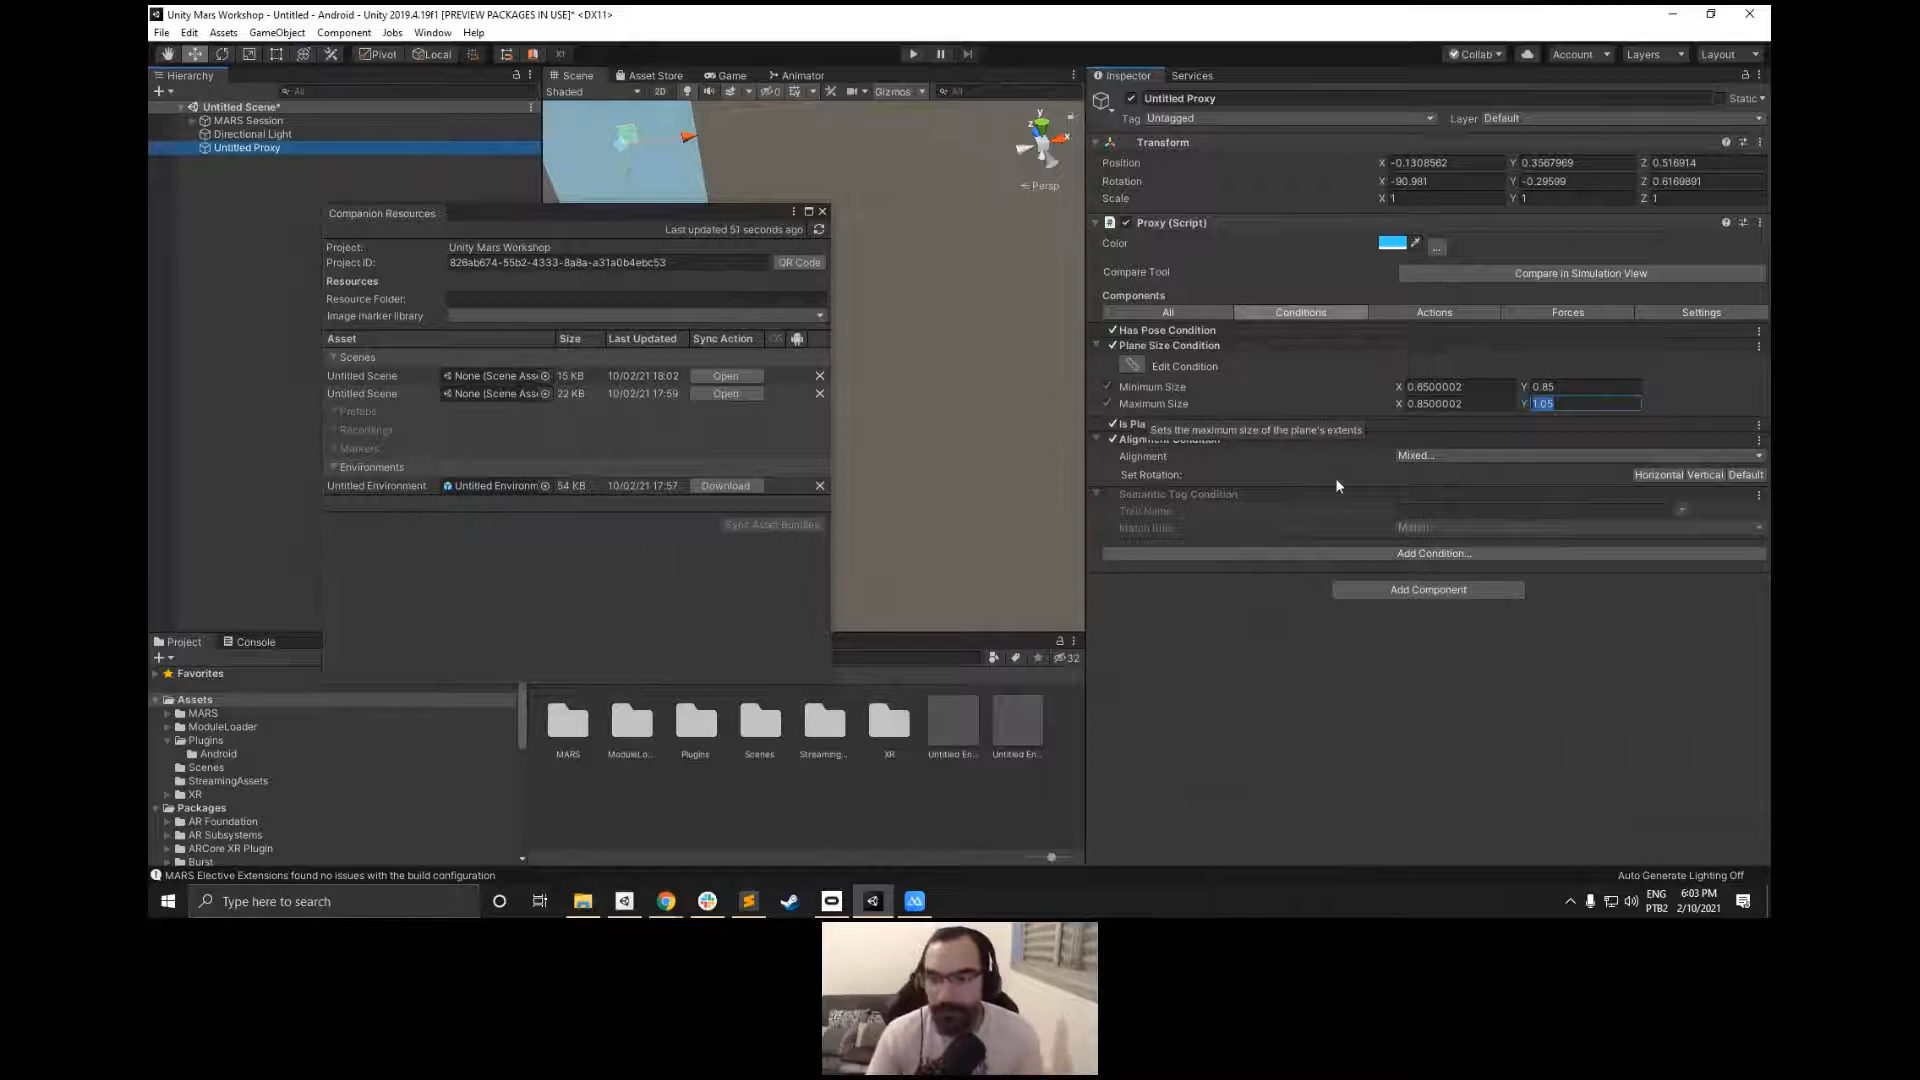 Unity Mars Workshop - Untitled - Android - Unity 2019.4.19f1 [PREVIEW PACKAGES IN USE]* <DX11>
File Edit Assets GameObject Component Jobs Window Help
Pivot Local Collab Account Layers Layout
Hierarchy
All
Untitled Scene*
MARS Session
Directional Light
Untitled Proxy
Scene Asset Store Game Animator
Shaded 2D 0 Gizmos All
y
z x
Persp
Companion Resources
Last updated 51 seconds ago
Project: Unity Mars Workshop
Project ID: 826ab674-55b2-4333-8a8a-a31a0b4ebc53 QR Code
Resources
Resource Folder:
Image marker library
Asset Size Last Updated Sync Action
Scenes
Untitled Scene None (Scene Ass 15 KB 10/02/21 18:02 Open
Untitled Scene None (Scene Ass 22 KB 10/02/21 17:59 Open
Prefabs
Recordings
Markers
Environments
Untitled Environment Untitled Environm 54 KB 10/02/21 17:57 Download
Sync Asset Bundles
Inspector Services
Untitled Proxy Static
Tag Untagged Layer Default
Transform
Position X -0.1308562 Y 0.3567969 Z 0.516914
Rotation X -90.981 Y -0.29599 Z 0.6169891
Scale X 1 Y 1 Z 1
Proxy (Script)
Color ...
Compare Tool Compare in Simulation View
Components
All Conditions Actions Forces Settings
Has Pose Condition
Plane Size Condition
Edit Condition
Minimum Size X 0.6500002 Y 0.85
Maximum Size X 0.8500002 Y 1.05
Is Pla
Sets the maximum size of the plane's extents
Alignment Condition
Alignment Mixed...
Set Rotation: Horizontal Vertical Default
Semantic Tag Condition
Trait Name
Match Rule Match
Add Condition...
Add Component
Project Console
32
Favorites
Assets
MARS
ModuleLoader
Plugins
Android
Scenes
StreamingAssets
XR
Packages
AR Foundation
AR Subsystems
ARCore XR Plugin
Burst
MARS ModuleLo... Plugins Scenes Streaming... XR Untitled En... Untitled En...
MARS Elective Extensions found no issues with the build configuration
Auto Generate Lighting Off
Type here to search
ENG 6:03 PM
PTB2 2/10/2021